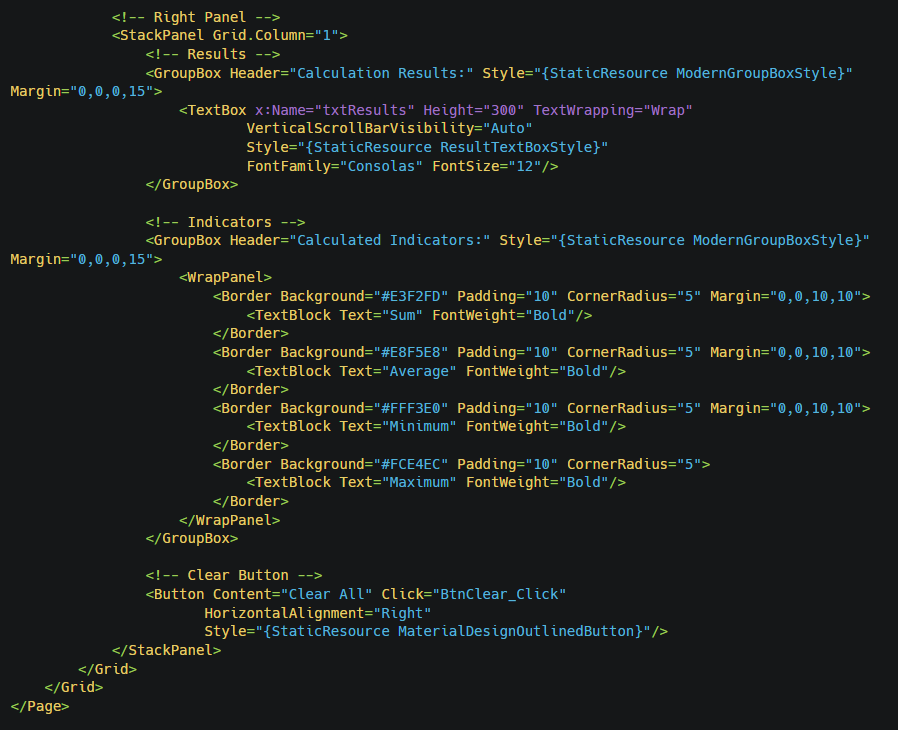 <!-- Right Panel -->
            <StackPanel Grid.Column="1">
                <!-- Results -->
                <GroupBox Header="Calculation Results:" Style="{StaticResource ModernGroupBoxStyle}"
Margin="0,0,0,15">
                    <TextBox x:Name="txtResults" Height="300" TextWrapping="Wrap"
                            VerticalScrollBarVisibility="Auto"
                            Style="{StaticResource ResultTextBoxStyle}"
                            FontFamily="Consolas" FontSize="12"/>
                </GroupBox>

                <!-- Indicators -->
                <GroupBox Header="Calculated Indicators:" Style="{StaticResource ModernGroupBoxStyle}"
Margin="0,0,0,15">
                    <WrapPanel>
                        <Border Background="#E3F2FD" Padding="10" CornerRadius="5" Margin="0,0,10,10">
                            <TextBlock Text="Sum" FontWeight="Bold"/>
                        </Border>
                        <Border Background="#E8F5E8" Padding="10" CornerRadius="5" Margin="0,0,10,10">
                            <TextBlock Text="Average" FontWeight="Bold"/>
                        </Border>
                        <Border Background="#FFF3E0" Padding="10" CornerRadius="5" Margin="0,0,10,10">
                            <TextBlock Text="Minimum" FontWeight="Bold"/>
                        </Border>
                        <Border Background="#FCE4EC" Padding="10" CornerRadius="5">
                            <TextBlock Text="Maximum" FontWeight="Bold"/>
                        </Border>
                    </WrapPanel>
                </GroupBox>

                <!-- Clear Button -->
                <Button Content="Clear All" Click="BtnClear_Click"
                       HorizontalAlignment="Right"
                       Style="{StaticResource MaterialDesignOutlinedButton}"/>
            </StackPanel>
        </Grid>
    </Grid>
</Page>